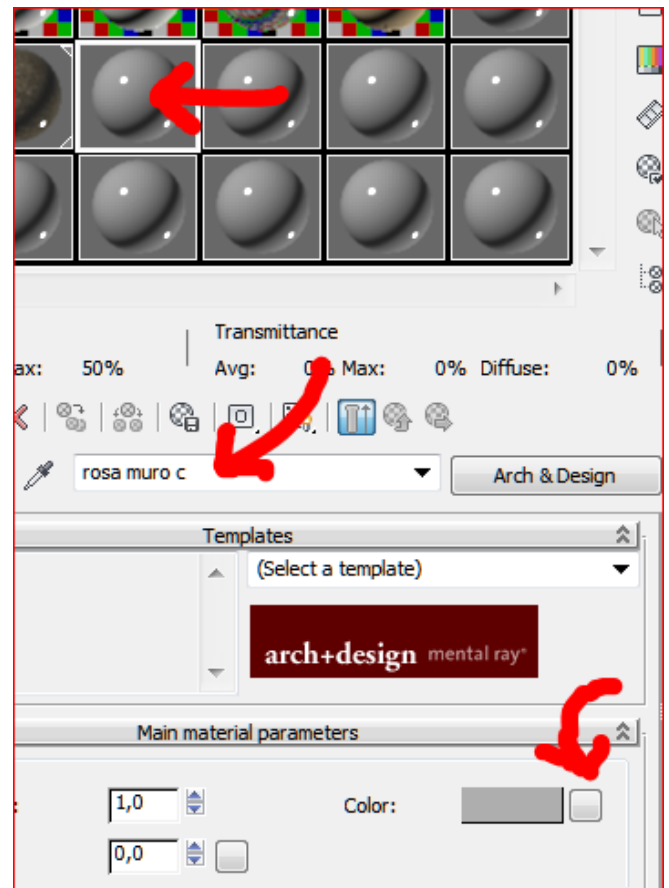 Transmittance
ax: 50% Avg: 0% Max: 0% Diffuse: 0%
rosa muro c Arch & Design
Templates
(Select a template)
arch+design mental ray®
Main material parameters
: 1,0 Color:
0,0